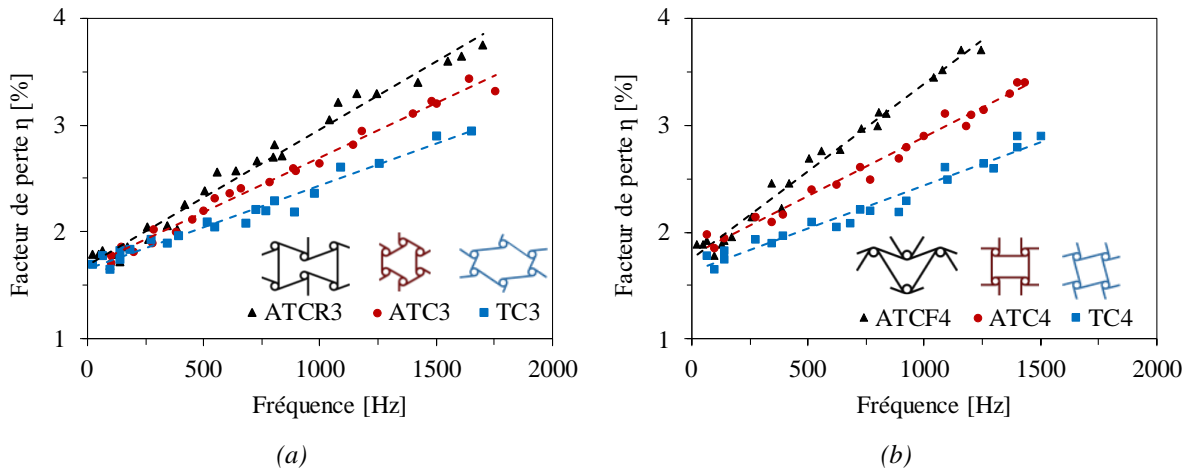 4
3
2
1
Facteur de perte η [%]
0
500
1000
1500
2000
Fréquence [Hz]
ATCR3
ATC3
TC3
(a)
4
3
2
1
Facteur de perte η [%]
0
500
1000
1500
2000
Fréquence [Hz]
ATCF4
ATC4
TC4
(b)